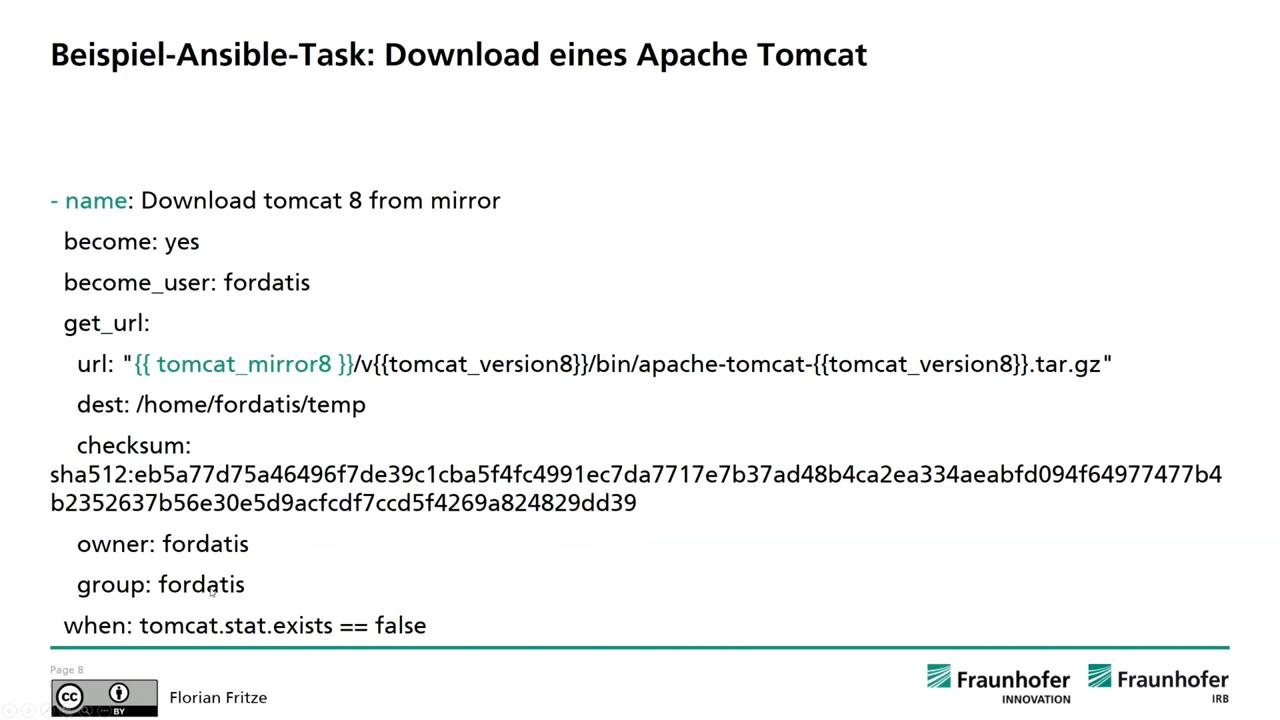 Beispiel-Ansible-Task: Download eines Apache Tomcat
- name: Download tomcat 8 from mirror
become: yes
become_user: fordatis
get_url:
url: "{{ tomcat_mirror8 }}/v{{tomcat_version8}}/bin/apache-tomcat-{{tomcat_version8}}.tar.gz"
dest: /home/fordatis/temp
checksum:
sha512:eb5a77d75a46496f7de39c1cba5f4fc4991ec7da7717e7b37ad48b4ca2ea334aeabfd094f64977477b4
b2352637b56e30e5d9acfcdf7ccd5f4269a824829dd39
owner: fordatis
group: fordatis
when: tomcat.stat.exists == false
Page 8
cc BY
Florian Fritze
Fraunhofer
INNOVATION
Fraunhofer
IRB